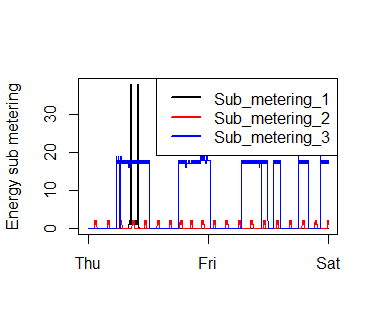 Energy sub metering
30
20
10
0
Sub_metering_1
Sub_metering_2
Sub_metering_3
Thu
Fri
Sat